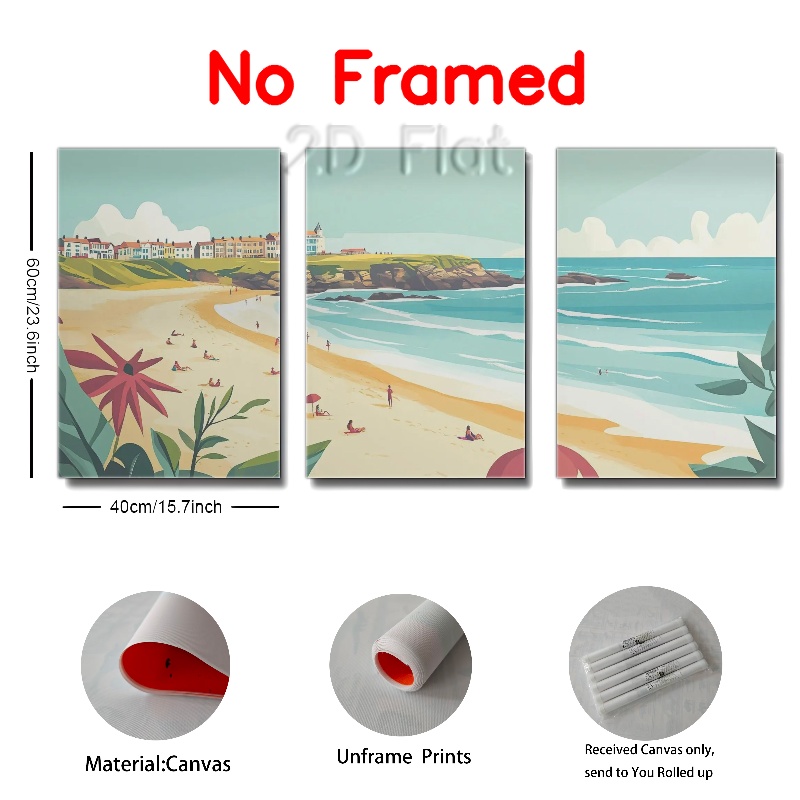 No Framed
2D Flat
60cm/23.6inch
40cm/15.7inch
Material:Canvas
Unframe Prints
Received Canvas only,
send to You Rolled up